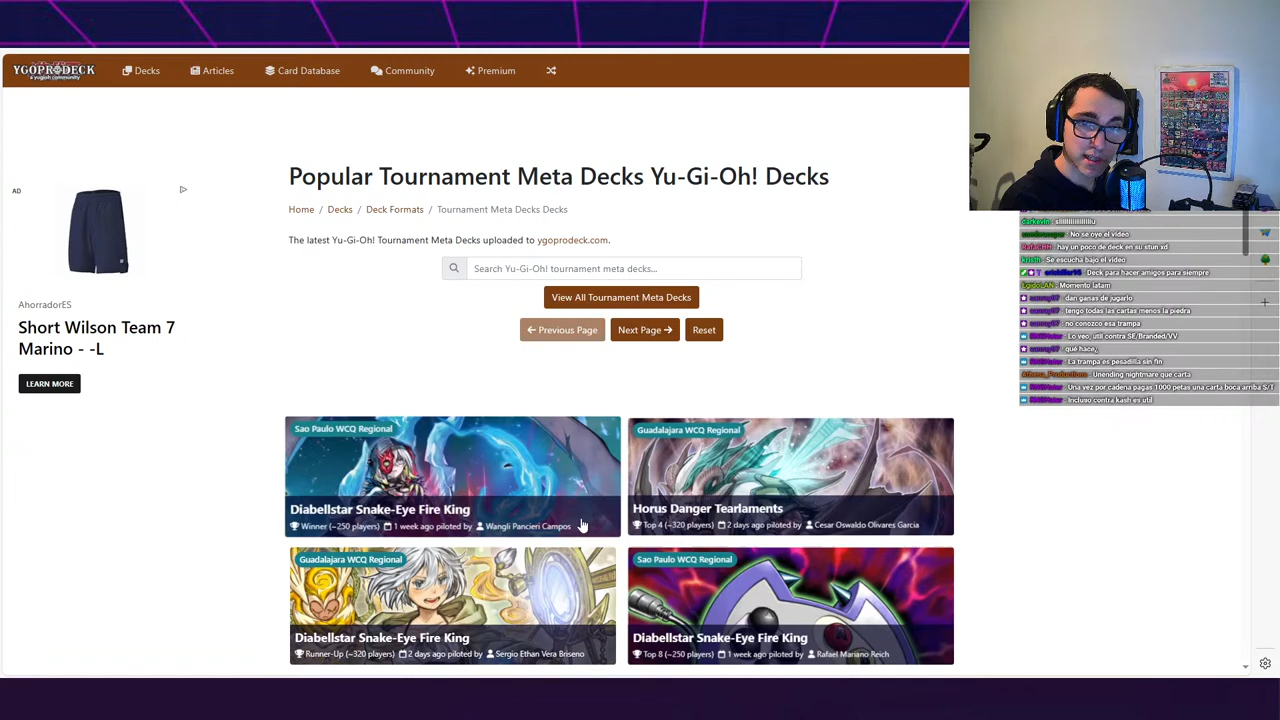 YGOPRODECK
Decks
Articles
Card Database
Community
Premium
Popular Tournament Meta Decks Yu-Gi-Oh! Decks
Home / Decks / Deck Formats / Tournament Meta Decks Decks
The latest Yu-Gi-Oh! Tournament Meta Decks uploaded to ygoprodeck.com.
Search Yu-Gi-Oh! tournament meta decks...
View All Tournament Meta Decks
← Previous Page
Next Page →
Reset
AD
AhorradorES
Short Wilson Team 7
Marino - -L
LEARN MORE
Sao Paulo WCQ Regional
Diabellstar Snake-Eye Fire King
Winner (~250 players) 1 week ago piloted by Wangli Pancieri Campos
Guadalajara WCQ Regional
Horus Danger Tearlaments
Top 4 (~320 players) 2 days ago piloted by Cesar Oswaldo Olivares Garcia
Guadalajara WCQ Regional
Diabellstar Snake-Eye Fire King
Runner-Up (~320 players) 2 days ago piloted by Sergio Ethan Vera Briseno
Sao Paulo WCQ Regional
Diabellstar Snake-Eye Fire King
Top 8 (~250 players) 1 week ago piloted by Rafael Mariano Reich
No se oye el video
hay un poco de deck en su stun xd
Se escucha bajo el video
Deck para hacer amigos para siempre
Momento latam
dan ganas de jugarlo
tengo todas las cartas menos la piedra
no conozco esa trampa
Lo veo, util contra SE/Branded/VV
qué hace¿
La trampa es pesadilla sin fin
Unending nightmare que carta
Una vez por cadena pagas 1000 petas una carta boca arriba S/T
Incluso contra kash es util